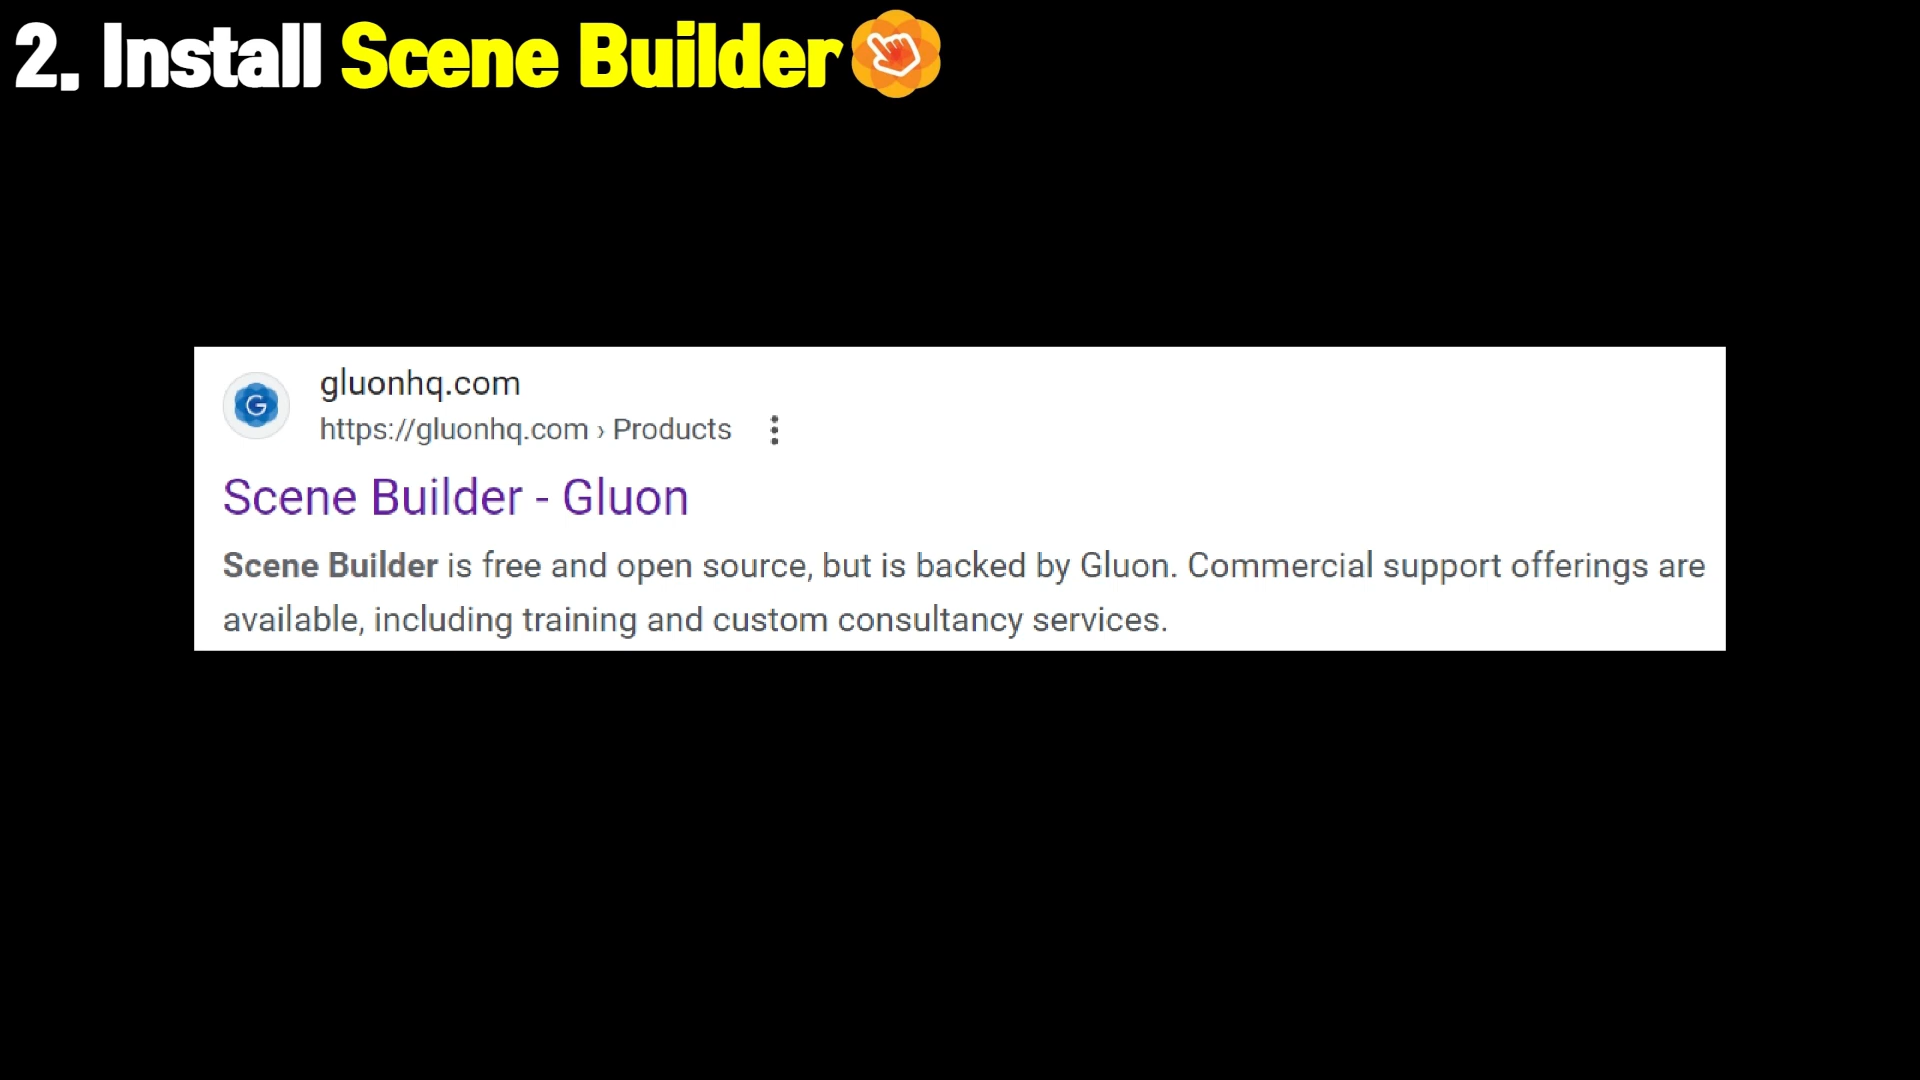 2. Install Scene Builder
G
gluonhq.com
https://gluonhq.com › Products
Scene Builder - Gluon
Scene Builder is free and open source, but is backed by Gluon. Commercial support offerings are
available, including training and custom consultancy services.